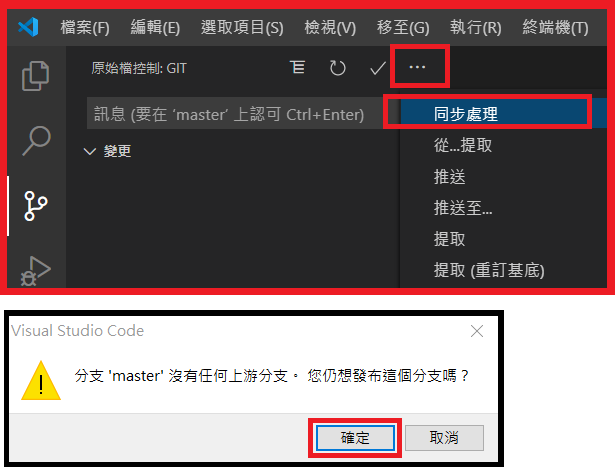 檔案(F) 編輯(E) 選取項目(S) 檢視(V) 移至(G) 執行(R) 終端機(T)
原始檔控制: GIT
訊息 (要在 'master' 上認可 Ctrl+Enter)
變更
同步處理
從...提取
推送
推送至...
提取
提取 (重訂基底)
Visual Studio Code
分支 'master' 沒有任何上游分支。 您仍想發布這個分支嗎？
確定 取消